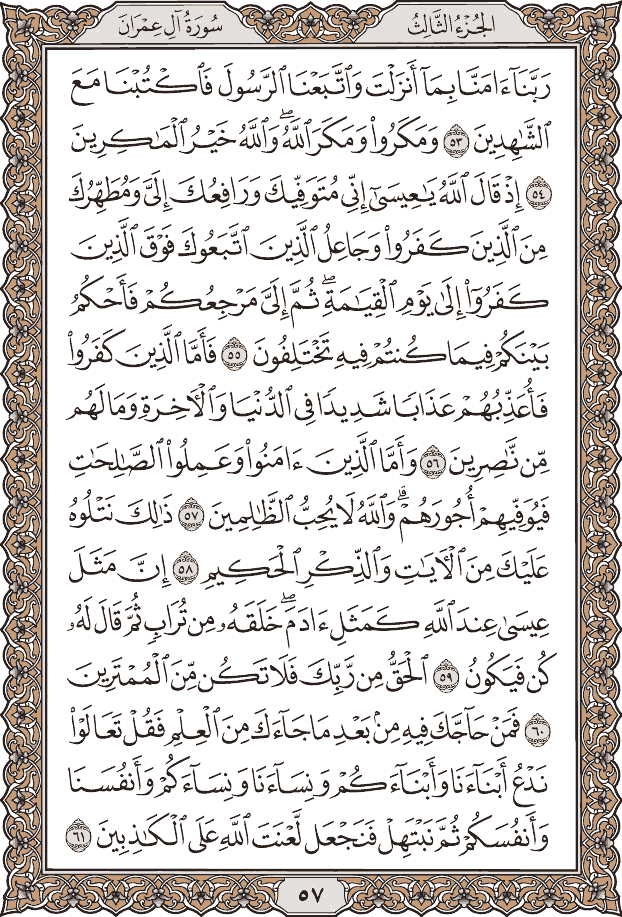 الجُزْءُ الثَّالِثُ
سُورَةُ آلِ عِمْرَانَ
رَبَّنَآ ءَامَنَّا بِمَآ أَنزَلْتَ وَٱتَّبَعْنَا ٱلرَّسُولَ فَٱكْتُبْنَا مَعَ
ٱلشَّٰهِدِينَ ٥٣ وَمَكَرُوا۟ وَمَكَرَ ٱللَّهُ ۖ وَٱللَّهُ خَيْرُ ٱلْمَٰكِرِينَ
٥٤ إِذْ قَالَ ٱللَّهُ يَٰعِيسَىٰٓ إِنِّى مُتَوَفِّيكَ وَرَافِعُكَ إِلَىَّ وَمُطَهِّرُكَ
مِنَ ٱلَّذِينَ كَفَرُوا۟ وَجَاعِلُ ٱلَّذِينَ ٱتَّبَعُوكَ فَوْقَ ٱلَّذِينَ
كَفَرُوٓا۟ إِلَىٰ يَوْمِ ٱلْقِيَٰمَةِ ۖ ثُمَّ إِلَىَّ مَرْجِعُكُمْ فَأَحْكُمُ
بَيْنَكُمْ فِيمَا كُنتُمْ فِيهِ تَخْتَلِفُونَ ٥٥ فَأَمَّا ٱلَّذِينَ كَفَرُوا۟
فَأُعَذِّبُهُمْ عَذَابًا شَدِيدًا فِى ٱلدُّنْيَا وَٱلْءَاخِرَةِ وَمَا لَهُم
مِّن نَّٰصِرِينَ ٥٦ وَأَمَّا ٱلَّذِينَ ءَامَنُوا۟ وَعَمِلُوا۟ ٱلصَّٰلِحَٰتِ
فَيُوَفِّيهِمْ أُجُورَهُمْ ۗ وَٱللَّهُ لَا يُحِبُّ ٱلظَّٰلِمِينَ ٥٧ ذَٰلِكَ نَتْلُوهُ
عَلَيْكَ مِنَ ٱلْءَايَٰتِ وَٱلذِّكْرِ ٱلْحَكِيمِ ٥٨ إِنَّ مَثَلَ
عِيسَىٰ عِندَ ٱللَّهِ كَمَثَلِ ءَادَمَ ۖ خَلَقَهُۥ مِن تُرَابٍ ثُمَّ قَالَ لَهُۥ
كُن فَيَكُونُ ٥٩ ٱلْحَقُّ مِن رَّبِّكَ فَلَا تَكُن مِّنَ ٱلْمُمْتَرِينَ
٦٠ فَمَنْ حَآجَّكَ فِيهِ مِنۢ بَعْدِ مَا جَآءَكَ مِنَ ٱلْعِلْمِ فَقُلْ تَعَالَوْا۟
نَدْعُ أَبْنَآءَنَا وَأَبْنَآءَكُمْ وَنِسَآءَنَا وَنِسَآءَكُمْ وَأَنفُسَنَا
وَأَنفُسَكُمْ ثُمَّ نَبْتَهِلْ فَنَجْعَل لَّعْنَتَ ٱللَّهِ عَلَى ٱلْكَٰذِبِينَ ٦١
٥٧